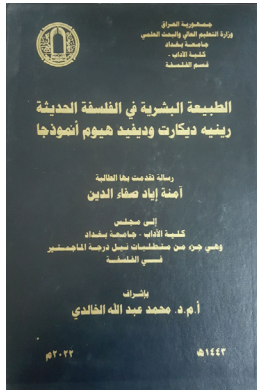 جمهورية العراق
وزارة التعليم العالي والبحث العلمي
جامعة بغداد
كلية الآداب-
قسم الفلسفة
الطبيعة البشرية في الفلسفة الحديثة
رينيه ديكارت وديفيد هيوم أنموذجا
رسالة تقدمت بها الطالبة
آمنة إياد صفاء الدين
إلى مجلس
كلية الآداب - جامعة بغداد
وهي جزء من متطلبات نيل درجة الماجستير
في الفلسفة
بإشراف
أ.م.د. محمد عبد الله الخالدي
١٤٤٣هـ
٢٠٢٢م